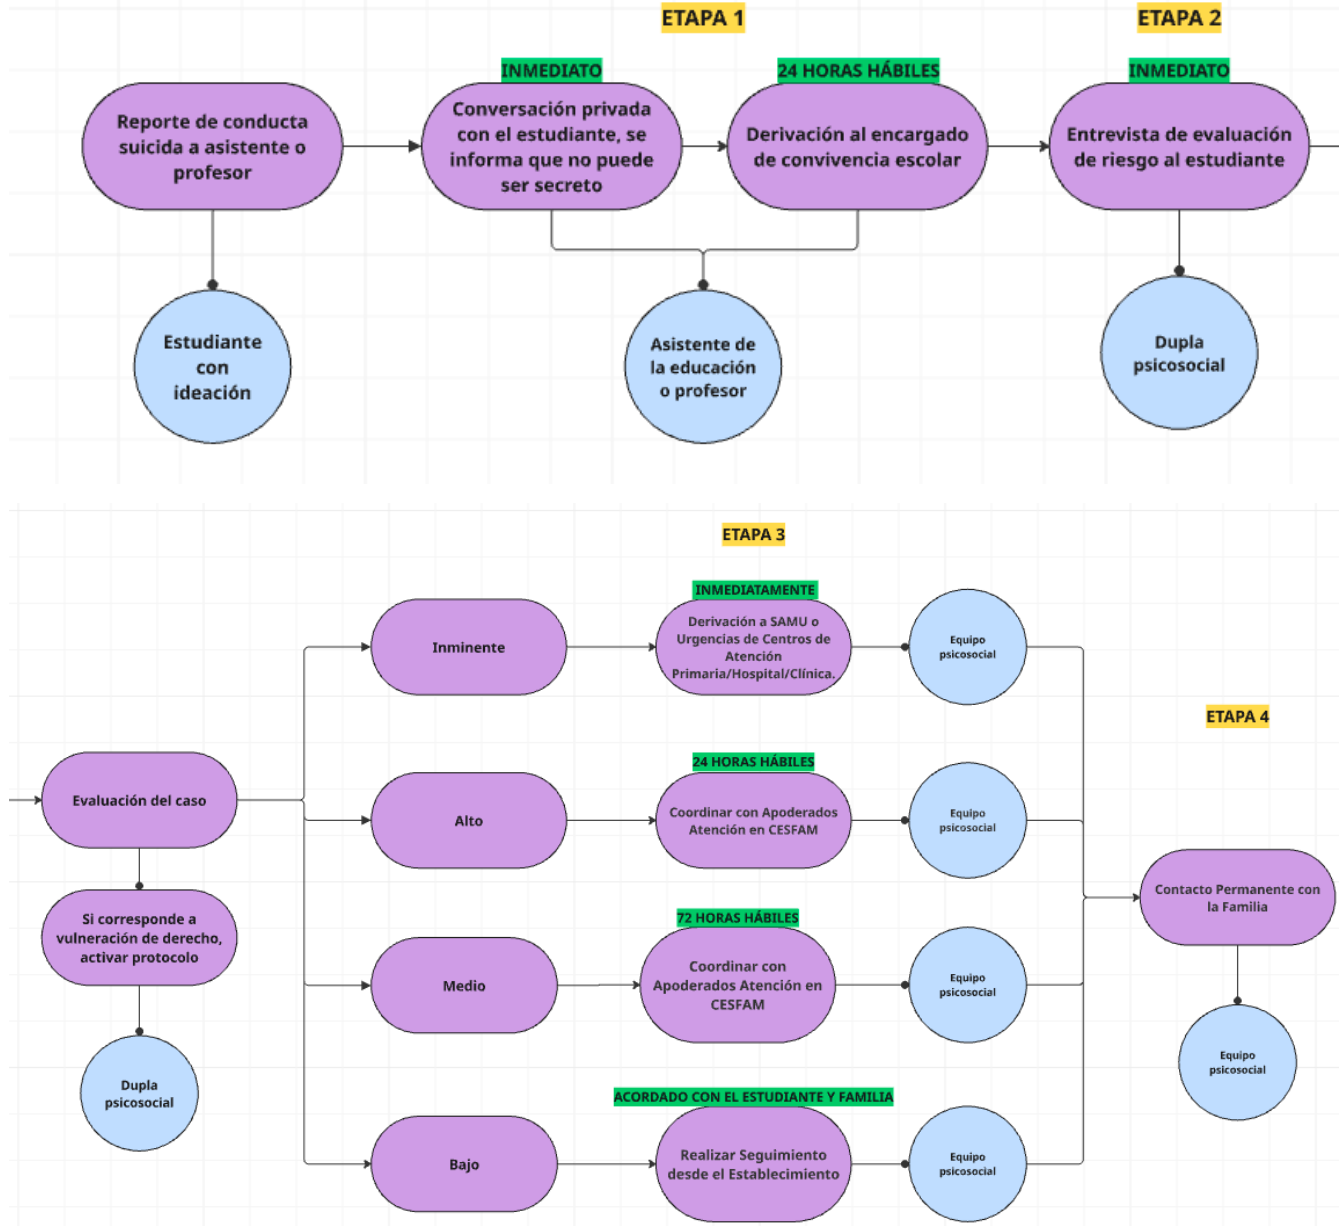 ETAPA 1
ETAPA 2
INMEDIATO
24 HORAS HÁBILES
INMEDIATO
Reporte de conducta
suicida a asistente o
profesor
Conversación privada
con el estudiante, se
informa que no puede
ser secreto
Derivación al encargado
de convivencia escolar
Entrevista de evaluación
de riesgo al estudiante
Estudiante
con
ideación
Asistente de
la educación
o profesor
Dupla
psicosocial
ETAPA 3
INMEDIATAMENTE
Inminente
Derivación a SAMU o
Urgencias de Centros de
Atención
Primaria/Hospital/Clínica.
Equipo
psicosocial
ETAPA 4
Evaluación del caso
24 HORAS HÁBILES
Alto
Coordinar con Apoderados
Atención en CESFAM
Equipo
psicosocial
Contacto Permanente con
la Familia
Si corresponde a
vulneración de derecho,
activar protocolo
72 HORAS HÁBILES
Medio
Coordinar con
Apoderados Atención en
CESFAM
Equipo
psicosocial
Equipo
psicosocial
Dupla
psicosocial
ACORDADO CON EL ESTUDIANTE Y FAMILIA
Bajo
Realizar Seguimiento
desde el Establecimiento
Equipo
psicosocial